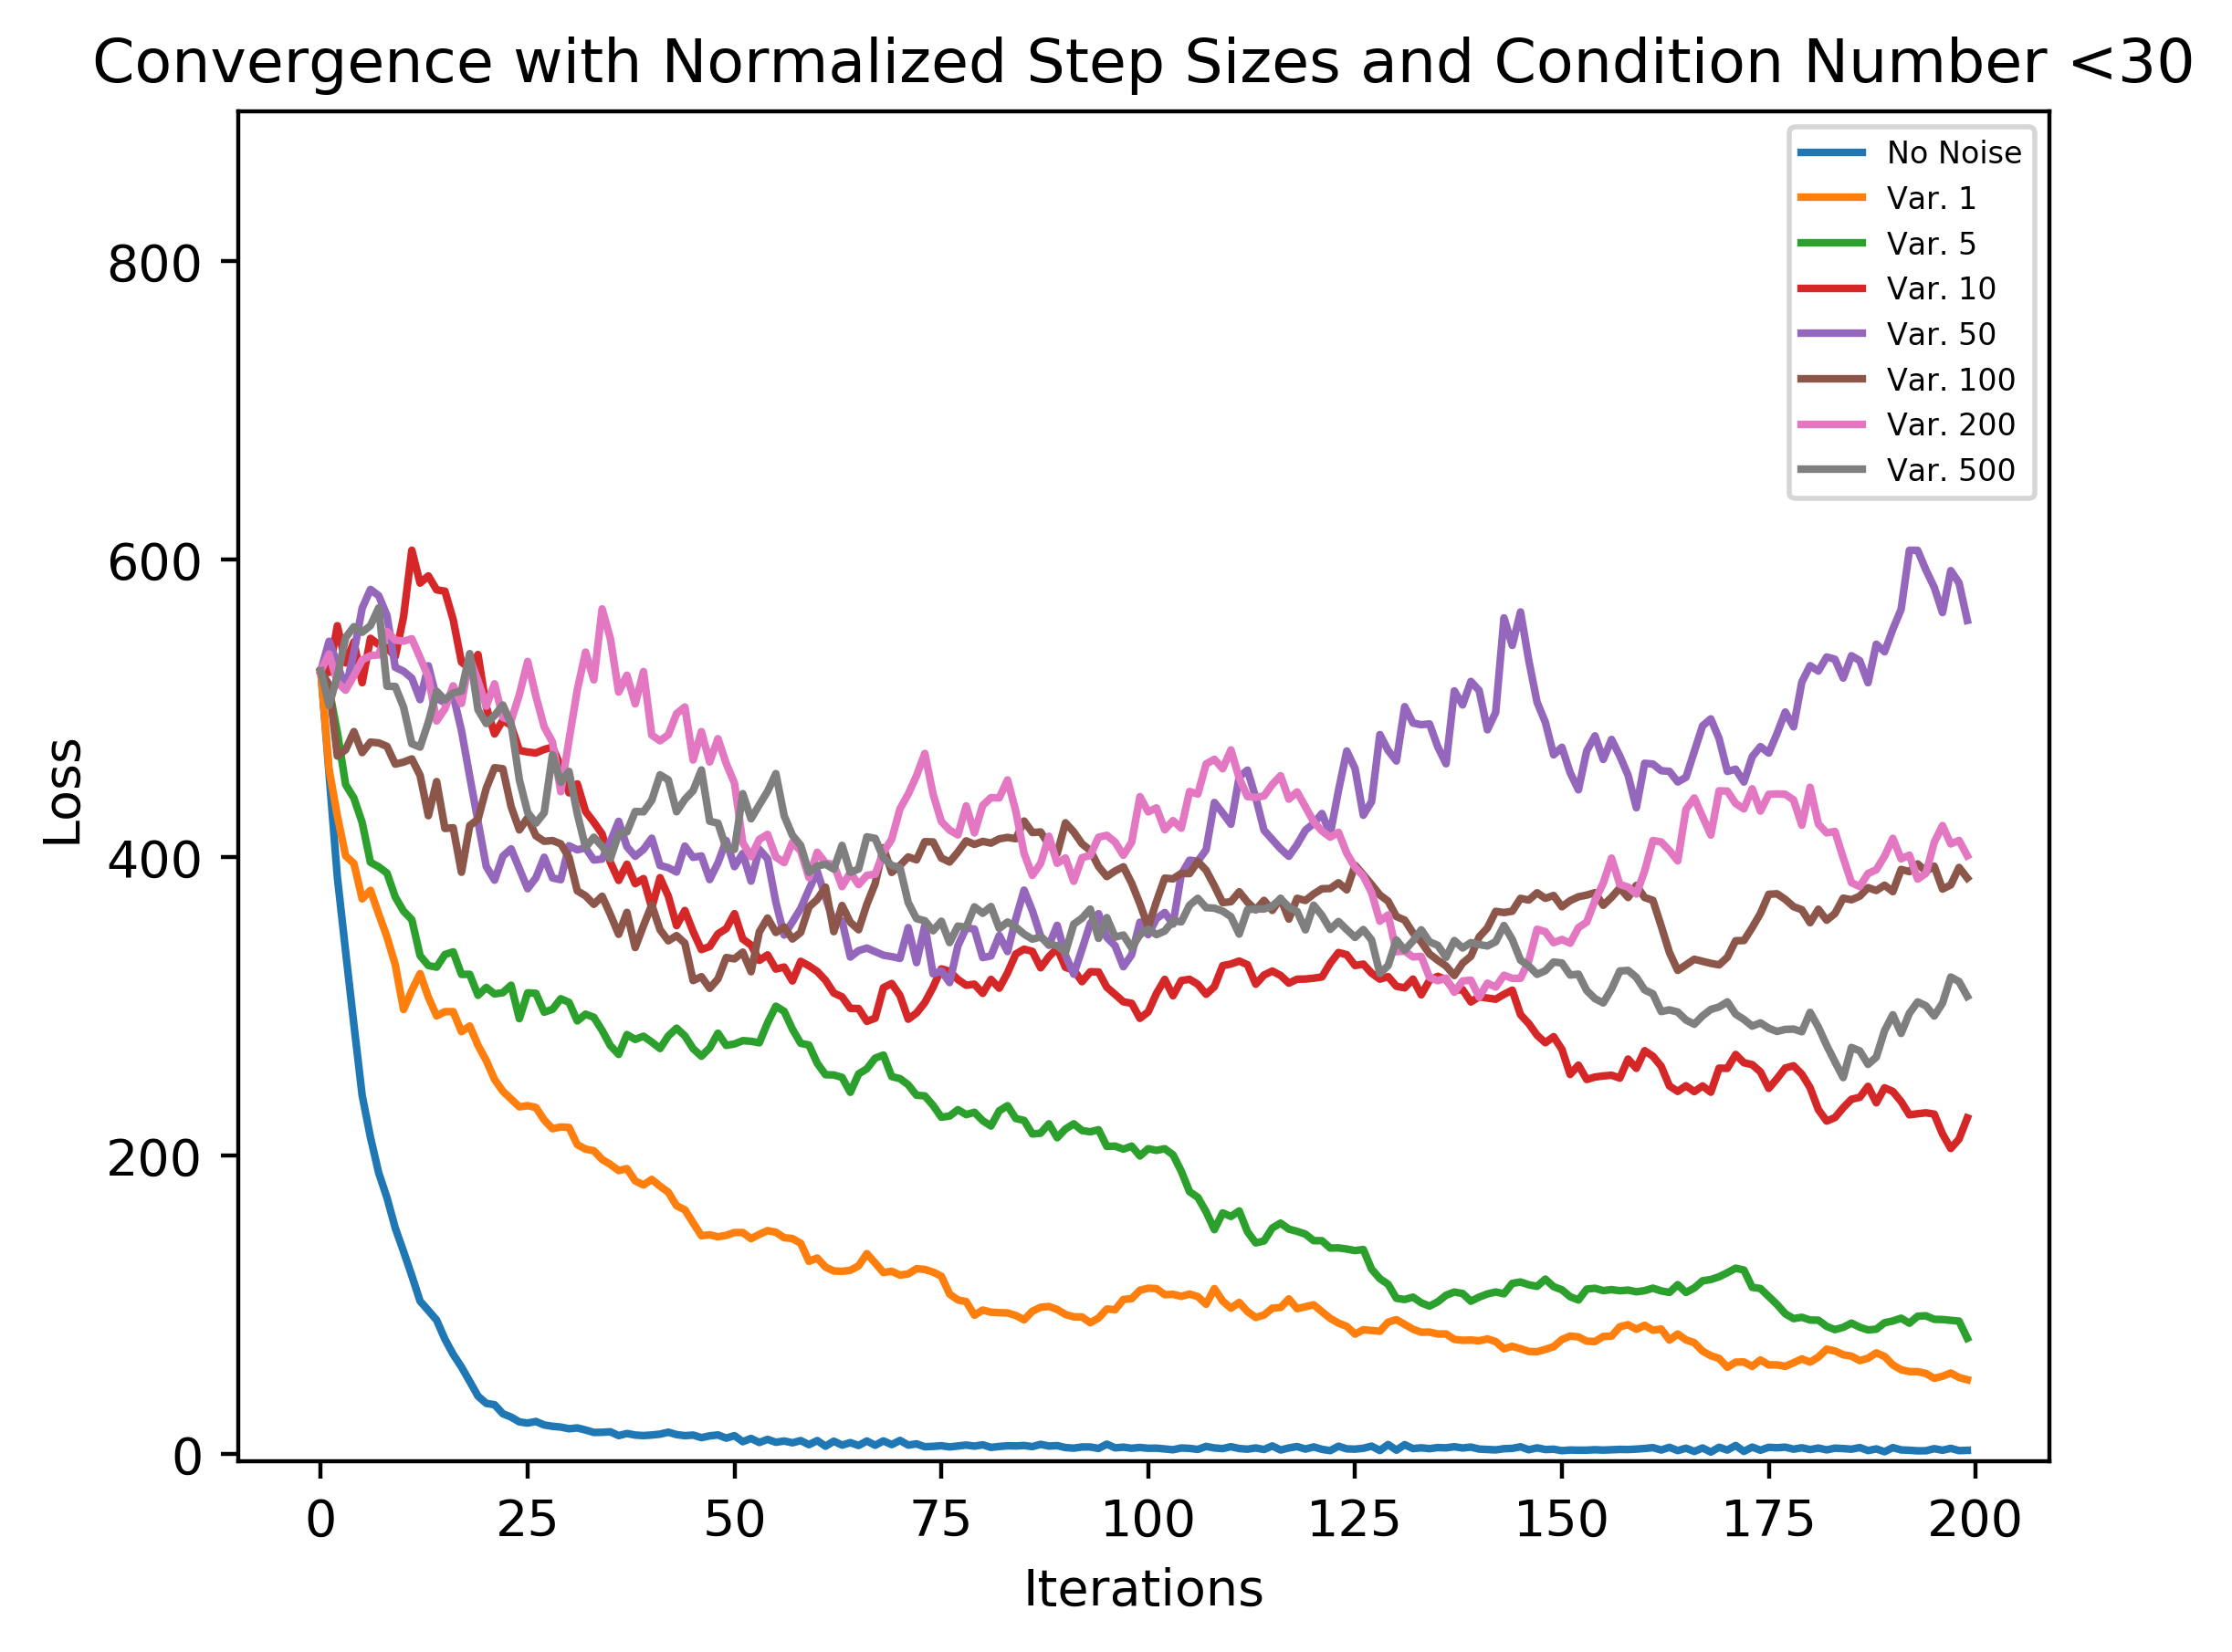 Convergence with Normalized Step Sizes and Condition Number <30
No Noise
Var. 1
Var. 5
Var. 10
Var. 50
Var. 100
Var. 200
Var. 500
800
600
400
200
0
Loss
0 25 50 75 100 125 150 175 200
Iterations